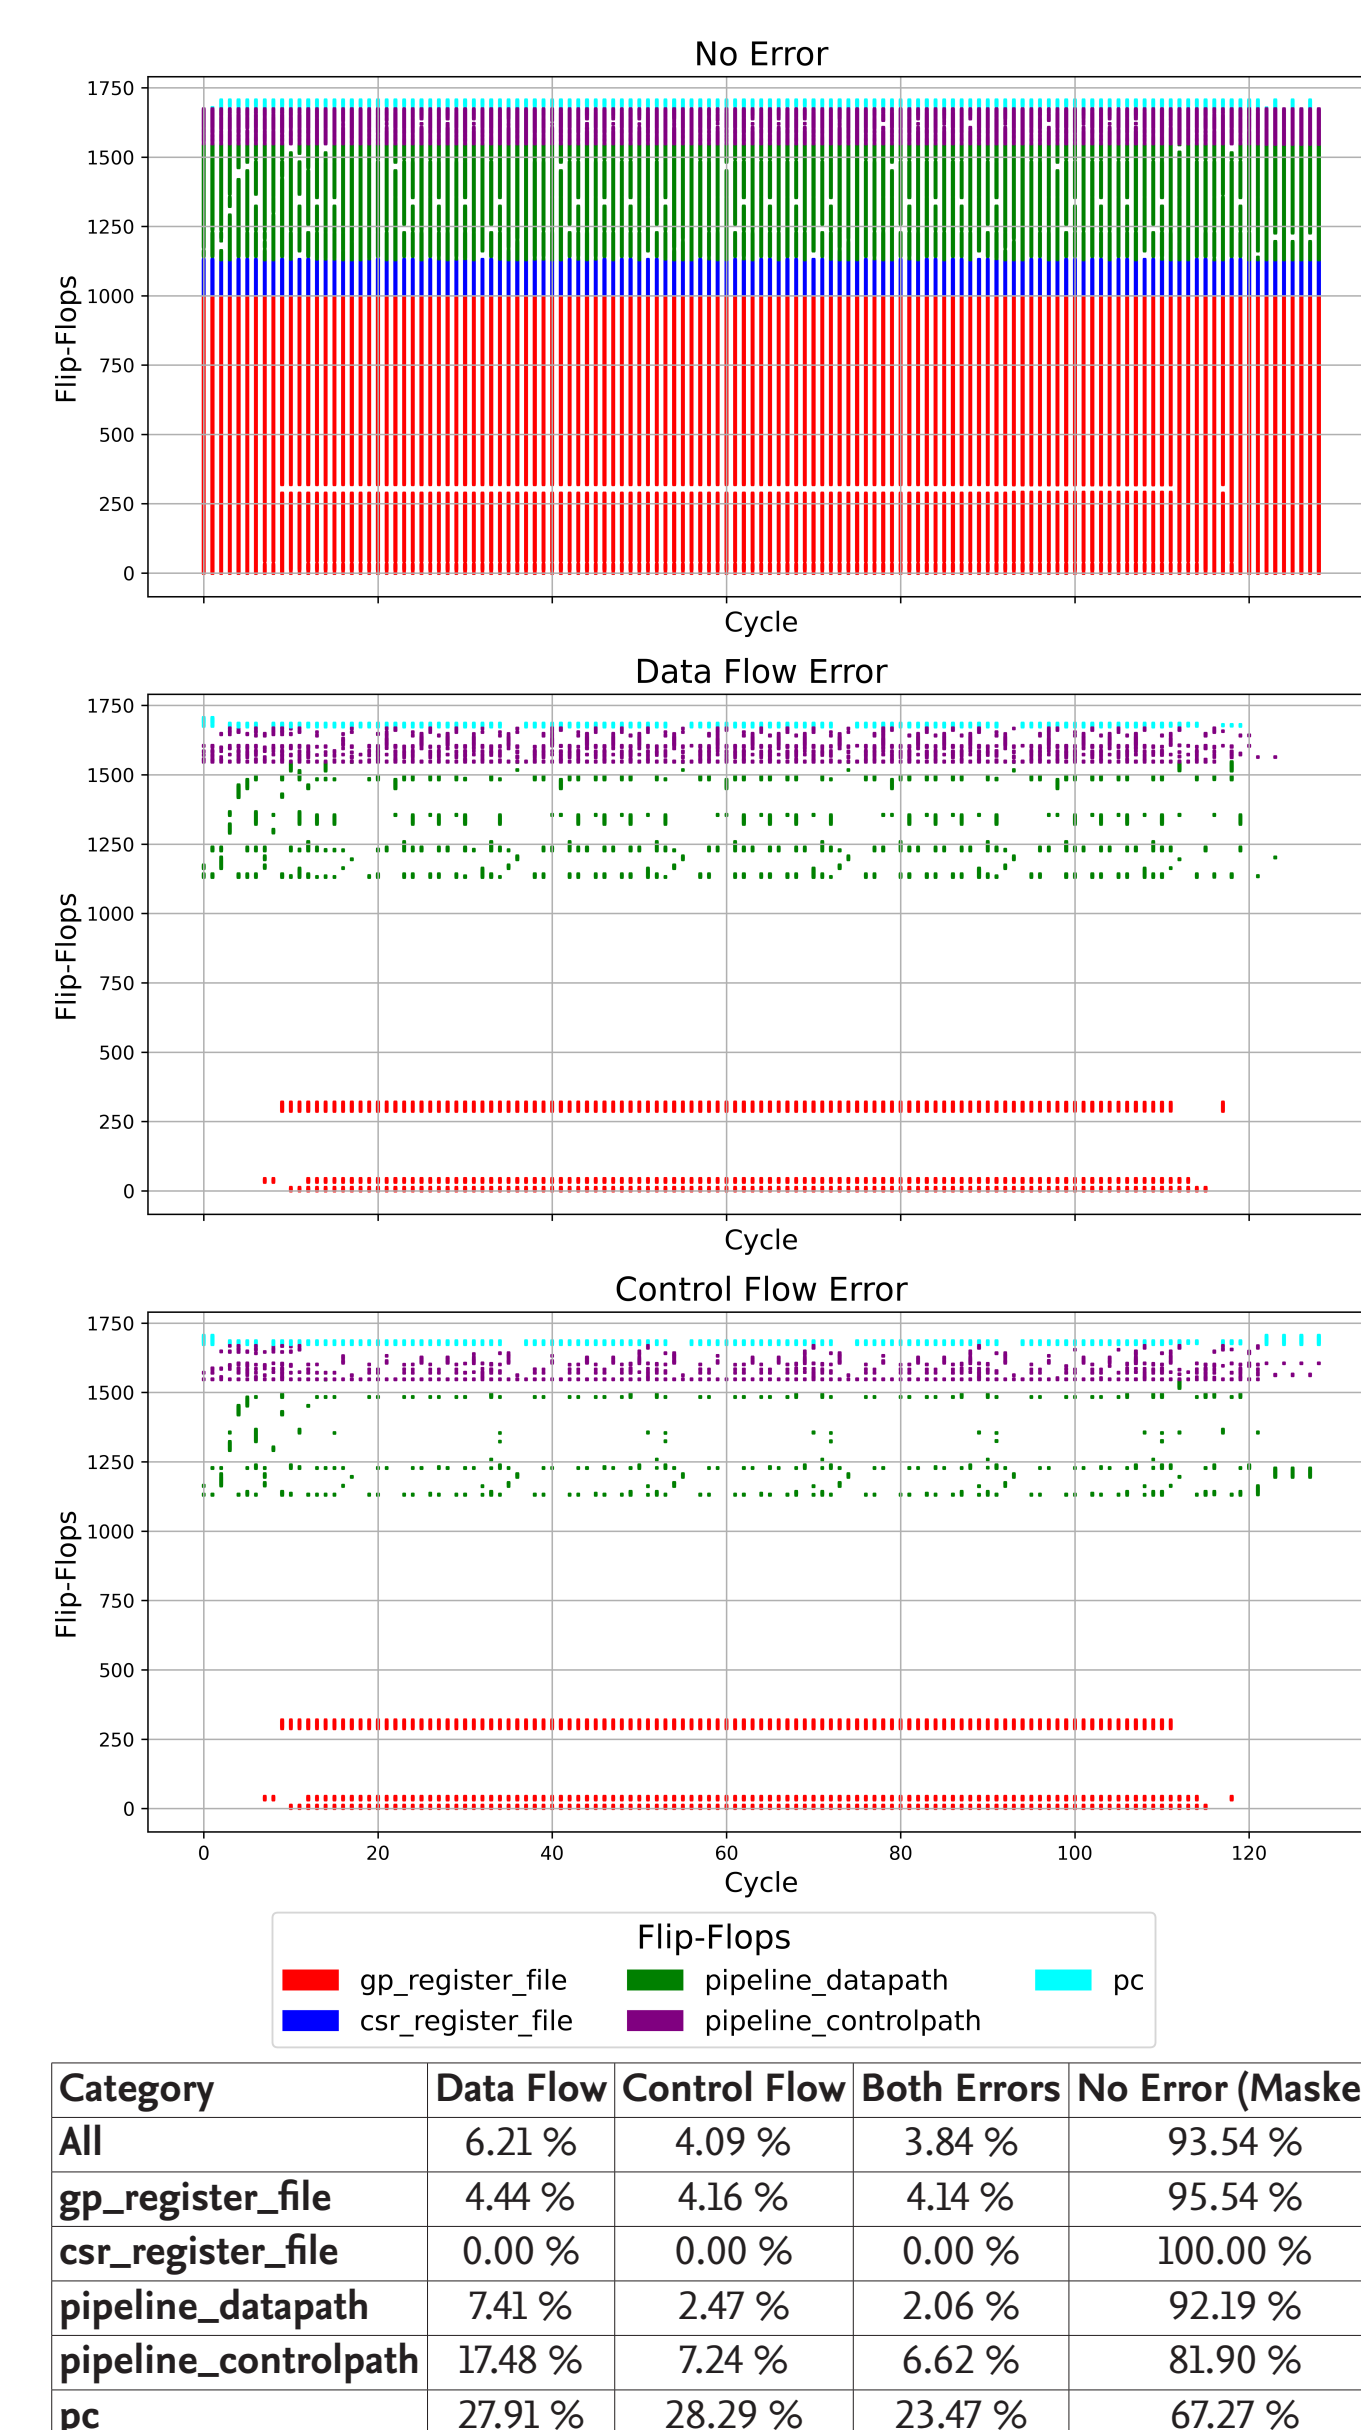 No Error
1750
1500
1250
1000
750
500
250
0
Flip-Flops
Cycle
Data Flow Error
1750
1500
1250
1000
750
500
250
0
Flip-Flops
Cycle
Control Flow Error
1750
1500
1250
1000
750
500
250
0
Flip-Flops
0 20 40 60 80 100 120
Cycle
Flip-Flops
gp_register_file pipeline_datapath pc
csr_register_file pipeline_controlpath
Category Data Flow Control Flow Both Errors No Error (Maske
All 6.21 % 4.09 % 3.84 % 93.54 %
gp_register_file 4.44 % 4.16 % 4.14 % 95.54 %
csr_register_file 0.00 % 0.00 % 0.00 % 100.00 %
pipeline_datapath 7.41 % 2.47 % 2.06 % 92.19 %
pipeline_controlpath 17.48 % 7.24 % 6.62 % 81.90 %
pc 27.91 % 28.29 % 23.47 % 67.27 %